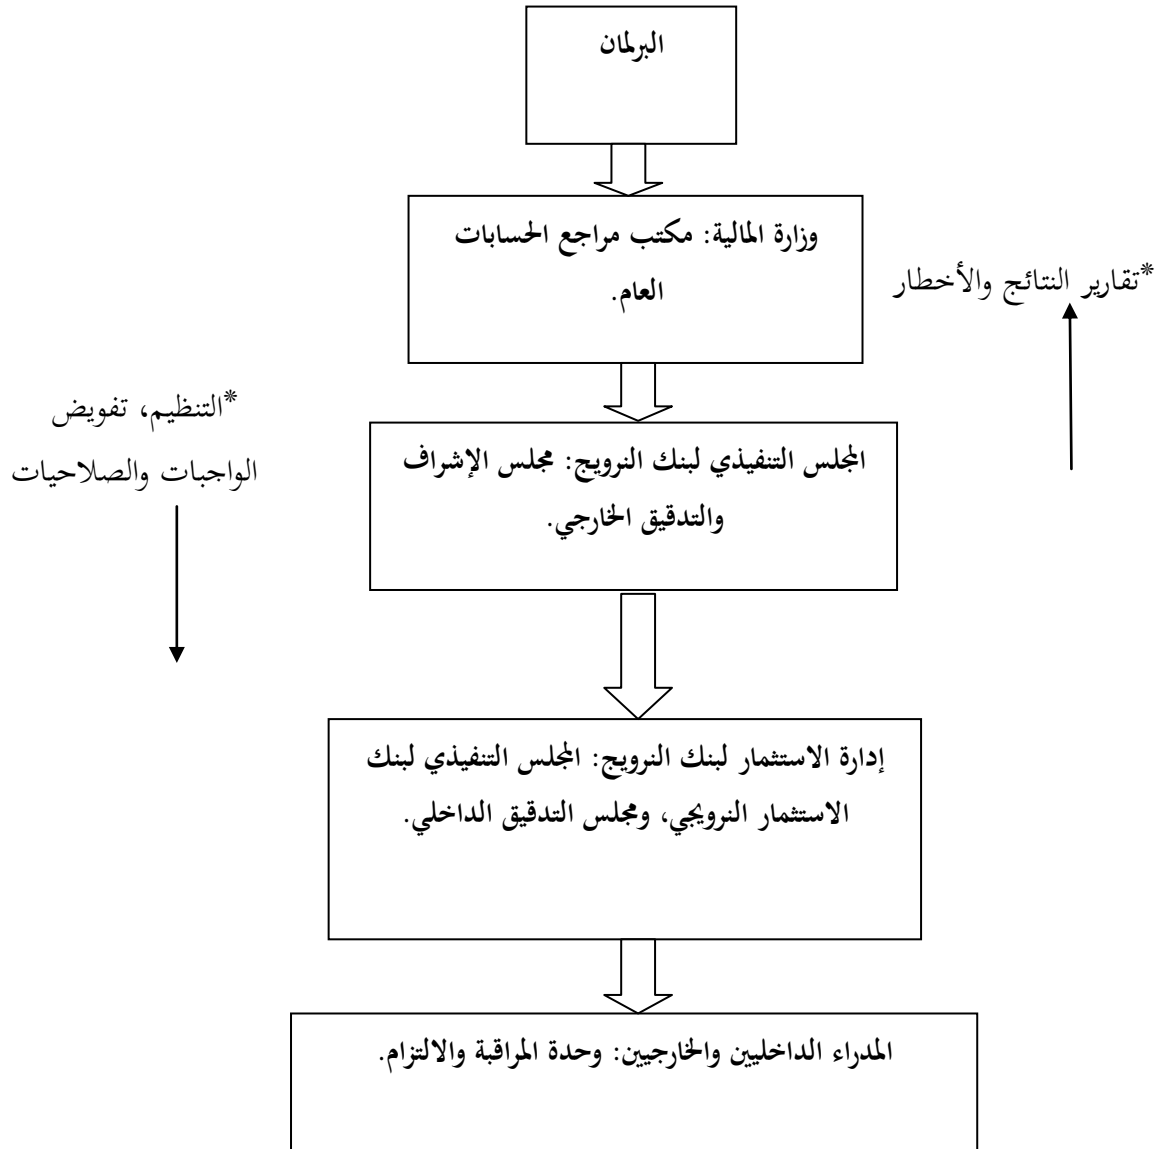 البرلمان
وزارة المالية: مكتب مراجع الحسابات
العام.
*تقارير النتائج والأخطار
*التنظيم، تفويض
الواجبات والصلاحيات
المجلس التنفيذي لبنك النرويج: مجلس الإشراف
والتدقيق الخارجي.
إدارة الاستثمار لبنك النرويج: المجلس التنفيذي لبنك
الاستثمار النرويجي، ومجلس التدقيق الداخلي.
المدراء الداخليين والخارجيين: وحدة المراقبة والالتزام.